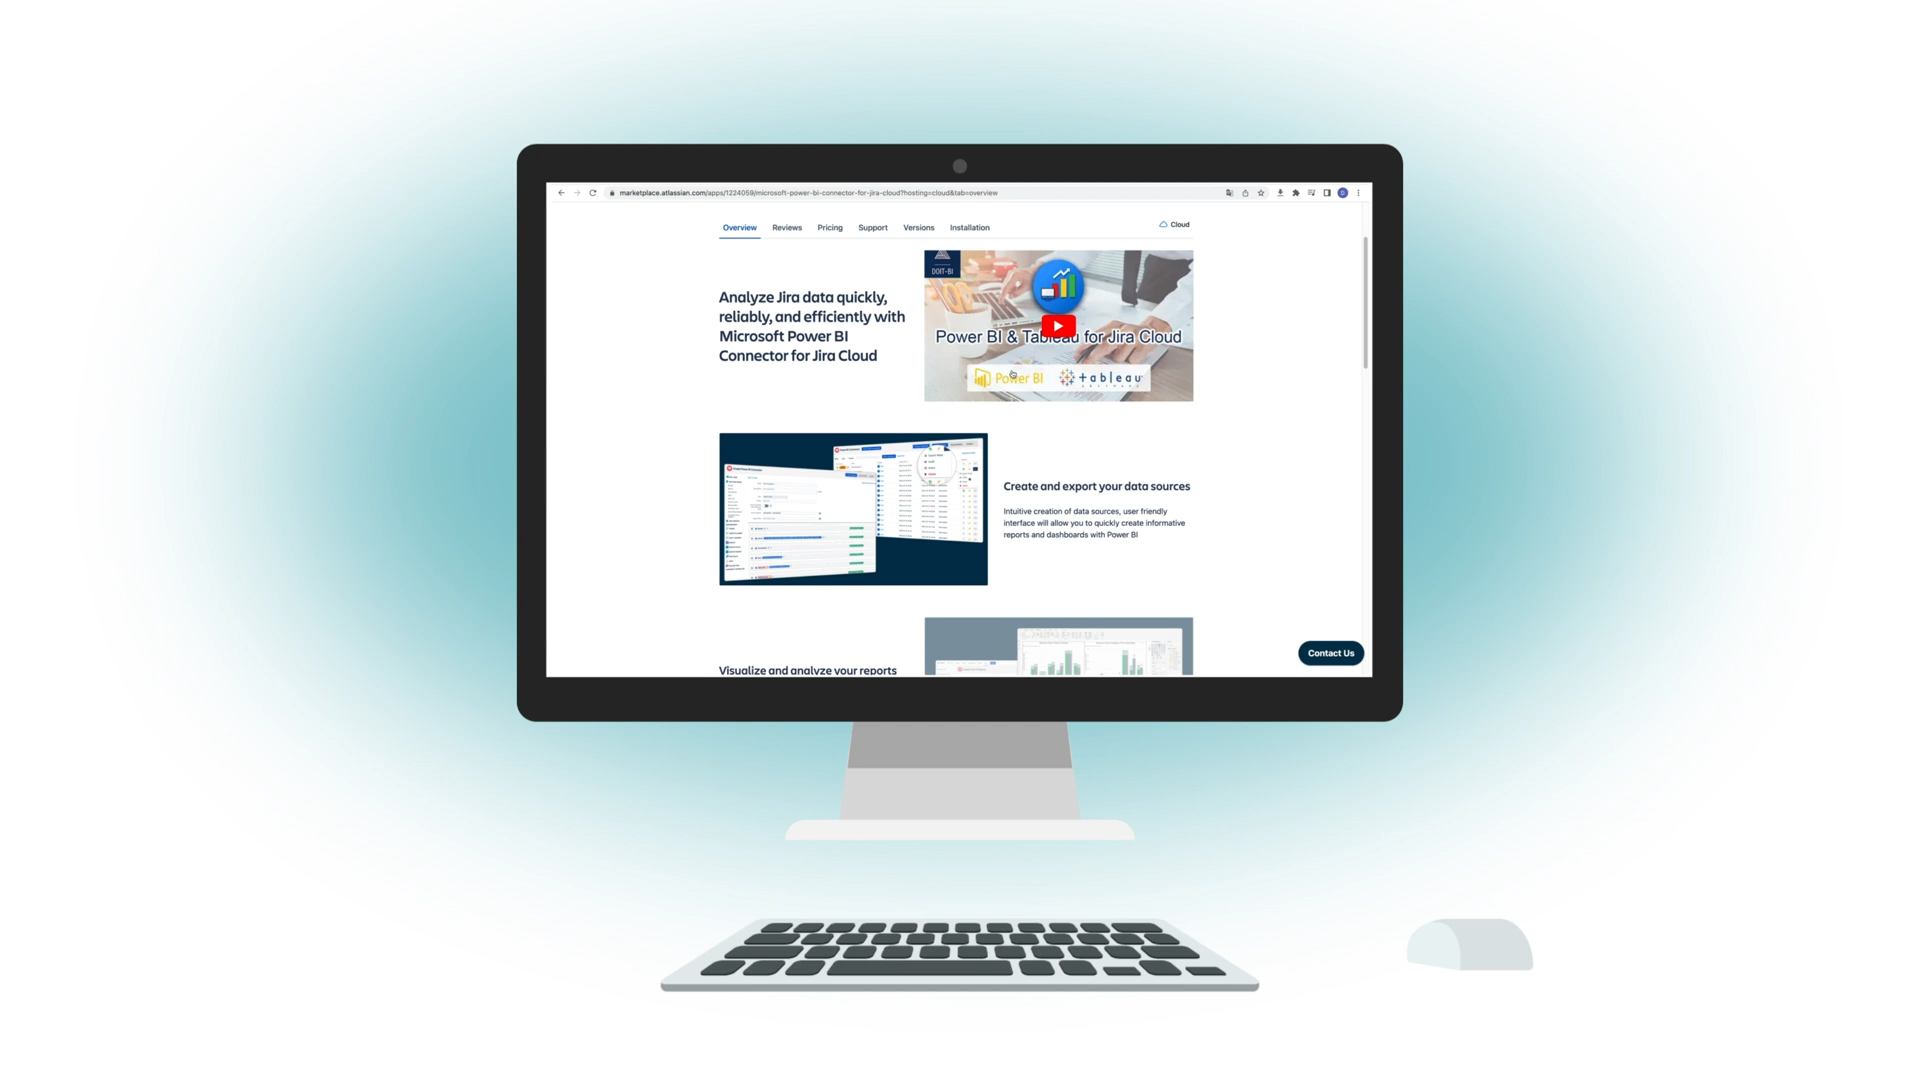 marketplace.atlassian.com/apps/1224059/microsoft-power-bi-connector-for-jira-cloud?hosting=cloud&tab=overview
Overview Reviews Pricing Support Versions Installation
Cloud
DOIT-BI
Analyze Jira data quickly,
reliably, and efficiently with
Microsoft Power BI
Connector for Jira Cloud
Power BI & Tableau for Jira Cloud
Power BI
tableau
SOFTWARE
Create and export your data sources
Intuitive creation of data sources, user friendly
interface will allow you to quickly create informative
reports and dashboards with Power BI
Visualize and analyze your reports
Contact Us